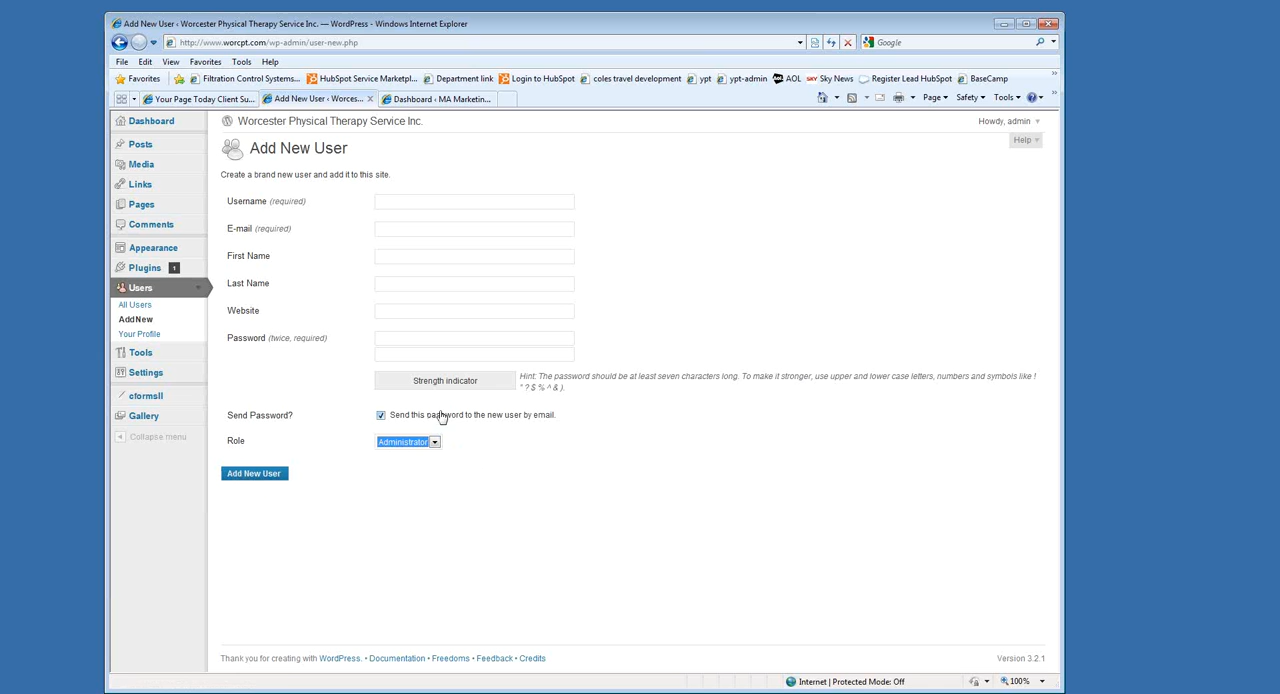 Add New User ‹ Worcester Physical Therapy Service Inc. — WordPress - Windows Internet Explorer
http://www.worcpt.com/wp-admin/user-new.php
Google
File Edit View Favorites Tools Help
Favorites Filtration Control Systems... HubSpot Service Marketpl... Department link Login to HubSpot coles travel development ypt ypt-admin AOL Sky News Register Lead HubSpot BaseCamp
Your Page Today Client Su... Add New User ‹ Worces... x Dashboard ‹ MA Marketin... Page Safety Tools
Dashboard
Posts
Media
Links
Pages
Comments
Appearance
Plugins 1
Users
All Users
Add New
Your Profile
Tools
Settings
cformsII
Gallery
Collapse menu
Worcester Physical Therapy Service Inc.
Howdy, admin
Help
Add New User
Create a brand new user and add it to this site.
Username (required)
E-mail (required)
First Name
Last Name
Website
Password (twice, required)
Strength indicator
Hint: The password should be at least seven characters long. To make it stronger, use upper and lower case letters, numbers and symbols like !
" ? $ % ^ & ).
Send Password? Send this password to the new user by email.
Role Administrator
Add New User
Thank you for creating with WordPress. • Documentation • Freedoms • Feedback • Credits
Version 3.2.1
Internet | Protected Mode: Off
100%